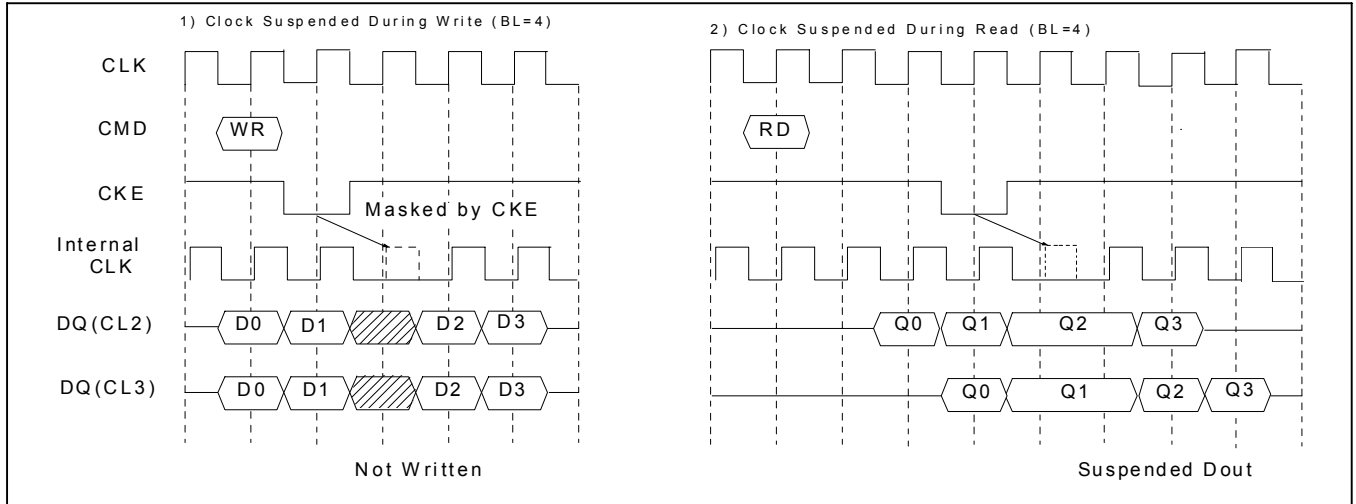 1) Clock Suspended During Write (BL=4)
2) Clock Suspended During Read (BL=4)
CLK
CMD
WR
RD
CKE
Masked by CKE
Internal
CLK
DQ(CL2)
D0 D1 D2 D3
Q0 Q1 Q2 Q3
DQ(CL3)
D0 D1 D2 D3
Q0 Q1 Q2 Q3
Not Written
Suspended Dout